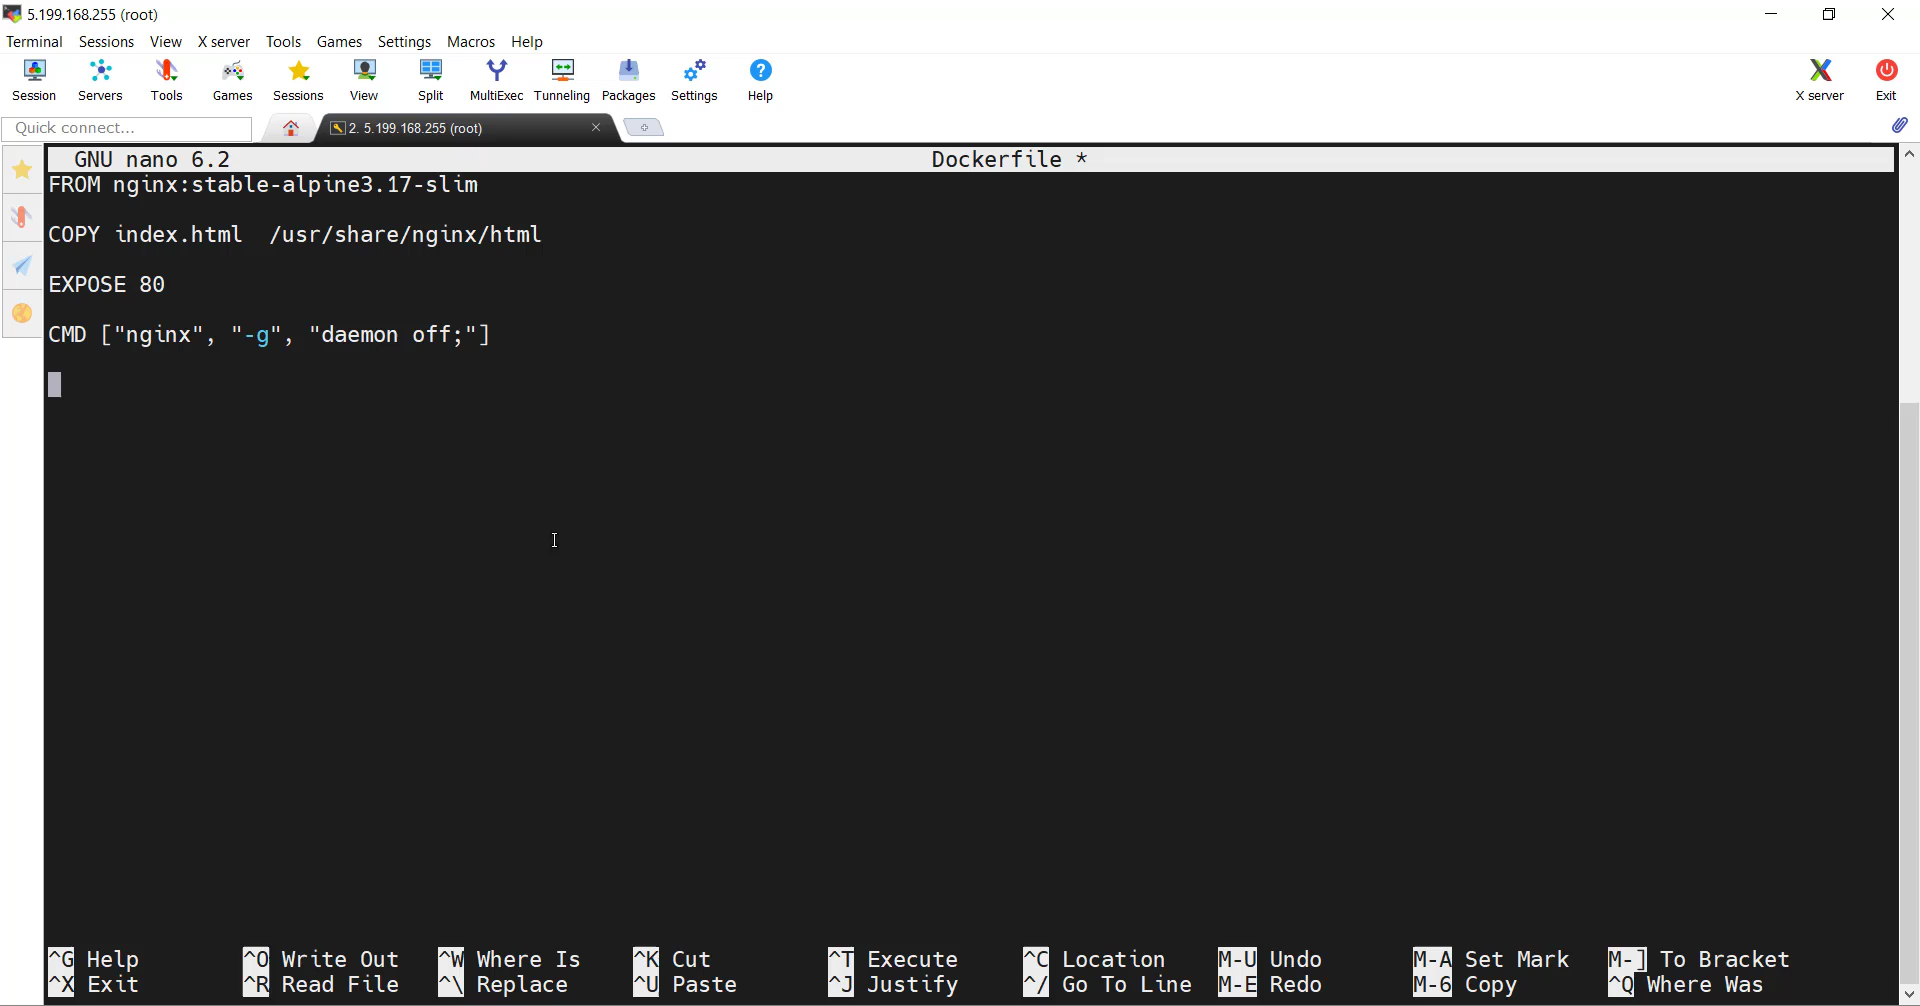 5.199.168.255 (root)
Terminal Sessions View X server Tools Games Settings Macros Help
Session Servers Tools Games Sessions View Split MultiExec Tunneling Packages Settings Help X server Exit
Quick connect... 2. 5.199.168.255 (root)
GNU nano 6.2 Dockerfile *
FROM nginx:stable-alpine3.17-slim
COPY index.html  /usr/share/nginx/html
EXPOSE 80
CMD ["nginx", "-g", "daemon off;"]
^G Help ^O Write Out ^W Where Is ^K Cut ^T Execute ^C Location M-U Undo M-A Set Mark M-] To Bracket
^X Exit ^R Read File ^\ Replace ^U Paste ^J Justify ^/ Go To Line M-E Redo M-6 Copy ^Q Where Was